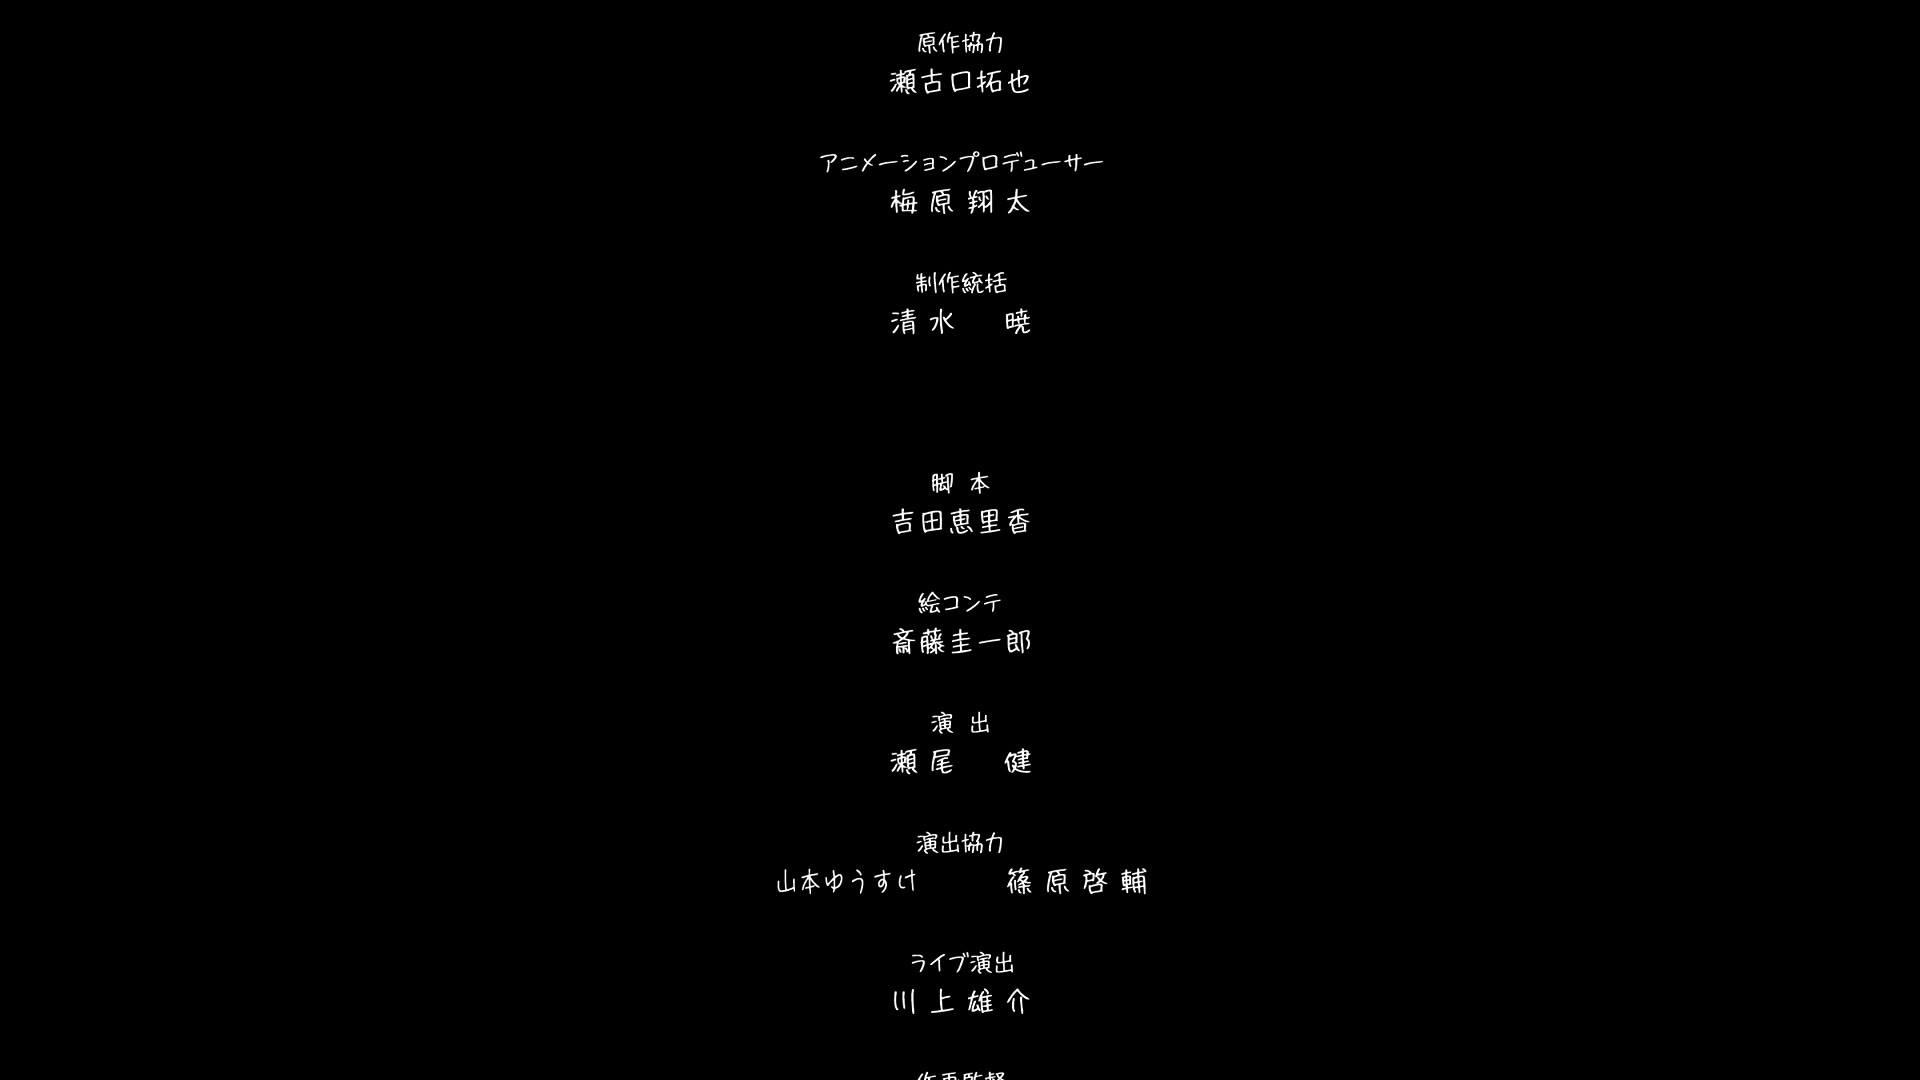 原作協力
瀬古口拓也
アニメーションプロデューサー
梅原翔太
制作統括
清水 暁
脚本
吉田恵里香
絵コンテ
斎藤圭一郎
演出
瀬尾 健
演出協力
山本ゆうすけ 篠原啓輔
ライブ演出
川上雄介